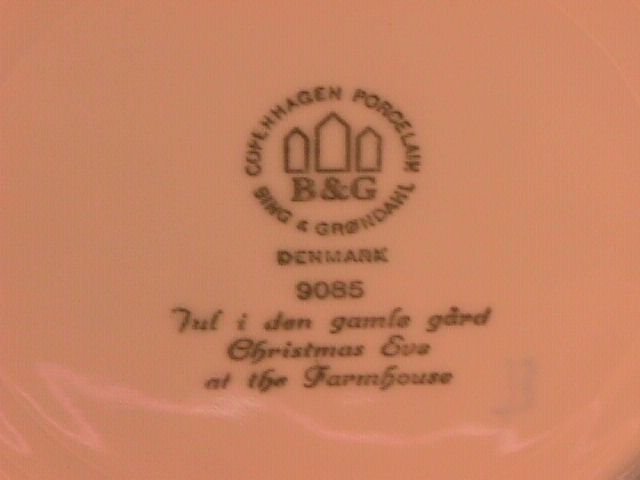 COPENHAGEN PORCELAIN
B&G
BING & GRØNDAHL
DENMARK
9085
Jul i den gamle gård
Christmas Eve
at the Farmhouse